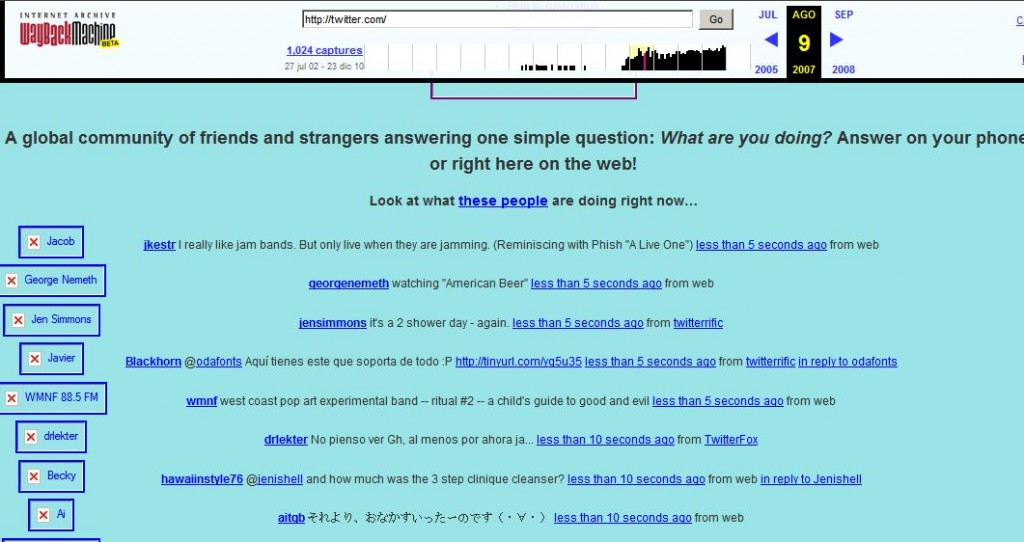 INTERNET ARCHIVE
WayBackMachine
BETA
http://twitter.com/
Go
1,024 captures
27 jul 02 - 23 dic 10
JUL AGO SEP
9
2005 2007 2008
A global community of friends and strangers answering one simple question: What are you doing? Answer on your phone
or right here on the web!
Look at what these people are doing right now...
Jacob
jkestr I really like jam bands. But only live when they are jamming. (Reminiscing with Phish "A Live One") less than 5 seconds ago from web
George Nemeth
georgenemeth watching "American Beer" less than 5 seconds ago from web
Jen Simmons
jensimmons it's a 2 shower day - again. less than 5 seconds ago from twitterrific
Javier
Blackhorn @odafonts Aquí tienes este que soporta de todo :P http://tinyurl.com/yq5u35 less than 5 seconds ago from twitterrific in reply to odafonts
WMNF 88.5 FM
wmnf west coast pop art experimental band -- ritual #2 -- a child's guide to good and evil less than 5 seconds ago from web
drlekter
drlekter No pienso ver Gh, al menos por ahora ja... less than 10 seconds ago from TwitterFox
Becky
hawaiinstyle76 @jenishell and how much was the 3 step clinique cleanser? less than 10 seconds ago from web in reply to Jenishell
Ai
aitgb それより、おなかすいったーのです（・∀・） less than 10 seconds ago from web